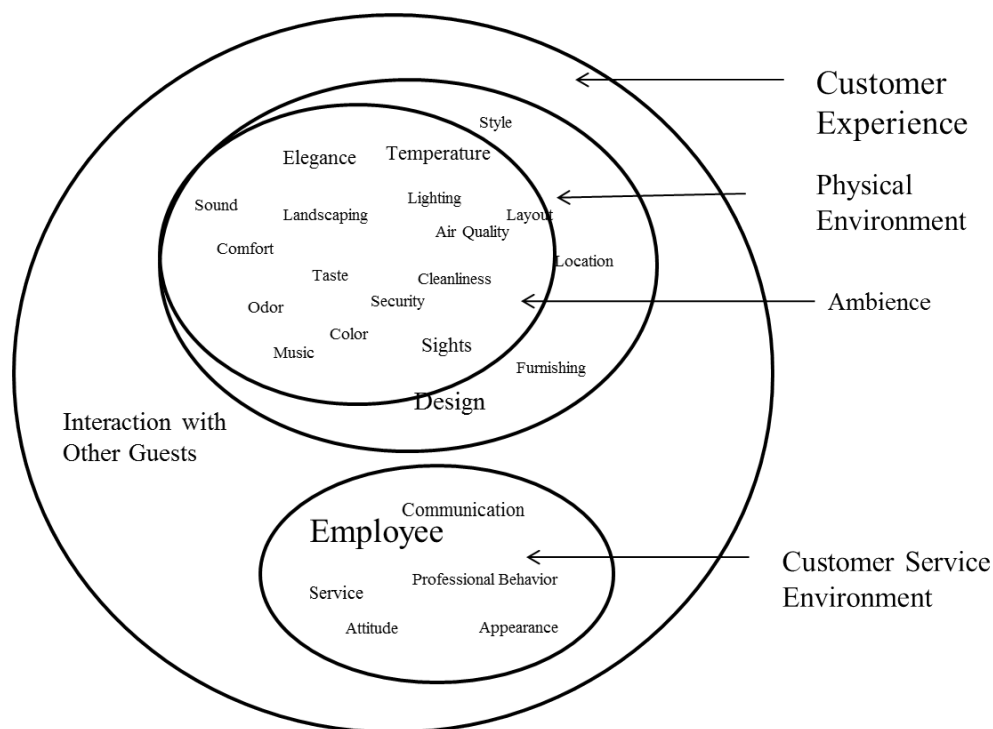 Customer
Experience
Style
Elegance
Temperature
Physical
Environment
Sound
Lighting
Landscaping
Layout
Air Quality
Comfort
Location
Taste
Cleanliness
Ambience
Security
Odor
Color
Music
Sights
Furnishing
Design
Interaction with
Other Guests
Communication
Employee
Customer Service
Environment
Professional Behavior
Service
Attitude
Appearance